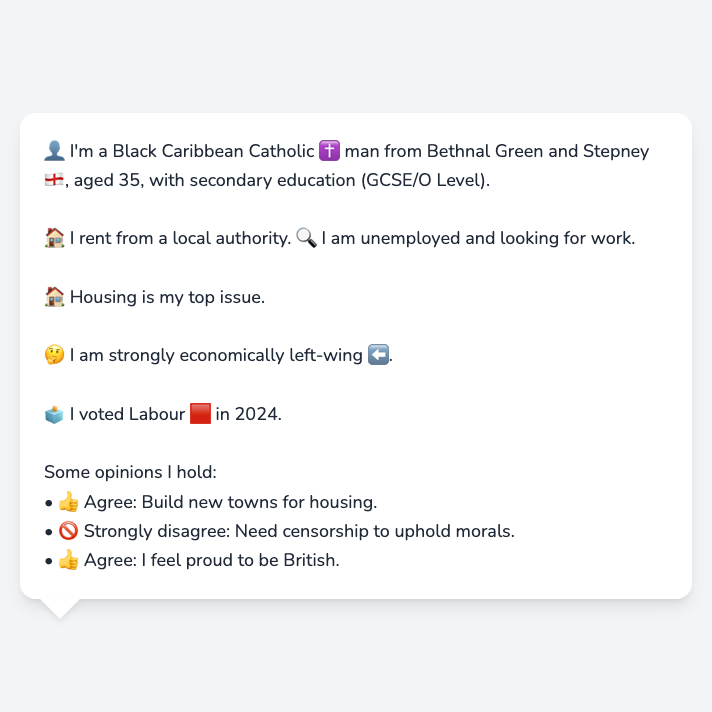 👤 I'm a Black Caribbean Catholic ✝️ man from Bethnal Green and Stepney
🏴󠁧󠁢󠁥󠁮󠁧󠁿, aged 35, with secondary education (GCSE/O Level).
🏠 I rent from a local authority. 🔍 I am unemployed and looking for work.
🏠 Housing is my top issue.
🤔 I am strongly economically left-wing ⬅️.
🗳️ I voted Labour 🟥 in 2024.
Some opinions I hold:
• 👍 Agree: Build new towns for housing.
• 🚫 Strongly disagree: Need censorship to uphold morals.
• 👍 Agree: I feel proud to be British.